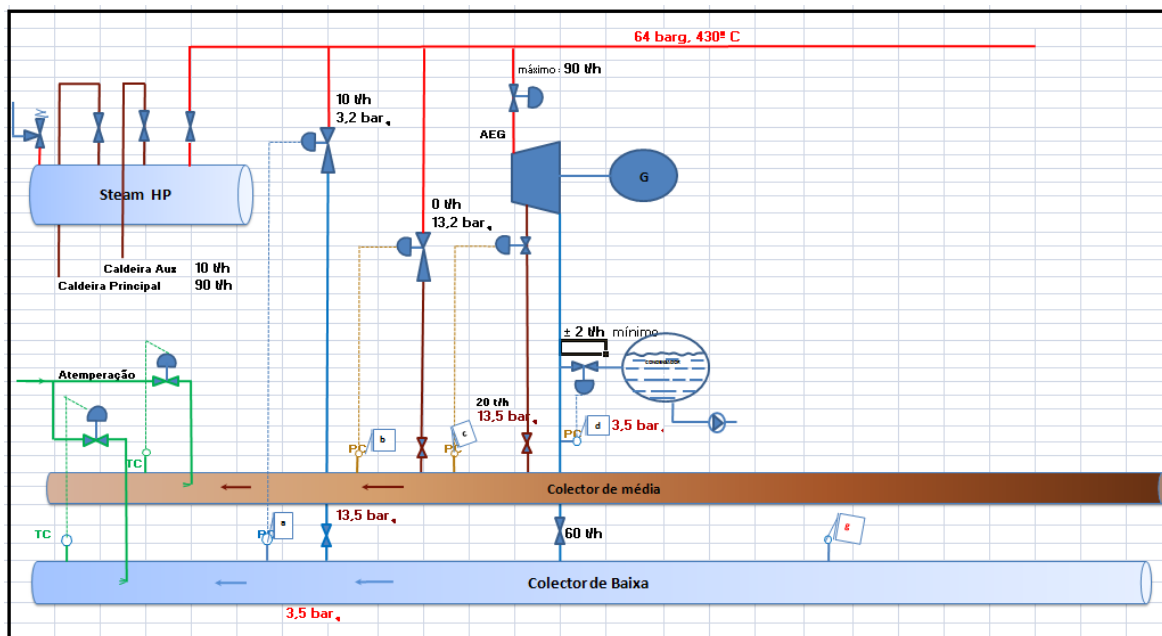 64 barg, 430º C
máximo : 90 t/h
10 t/h
3,2 bar
AEG
Steam HP
G
0 t/h
13,2 bar
Caldeira Aux 10 t/h
Caldeira Principal 90 t/h
± 2 t/h mínimo
Atemperação
20 t/h
13,5 bar
PC b
PC c
PC d
3,5 bar
TC
Colector de média
13,5 bar
TC
PC a
60 t/h
g
Colector de Baixa
3,5 bar